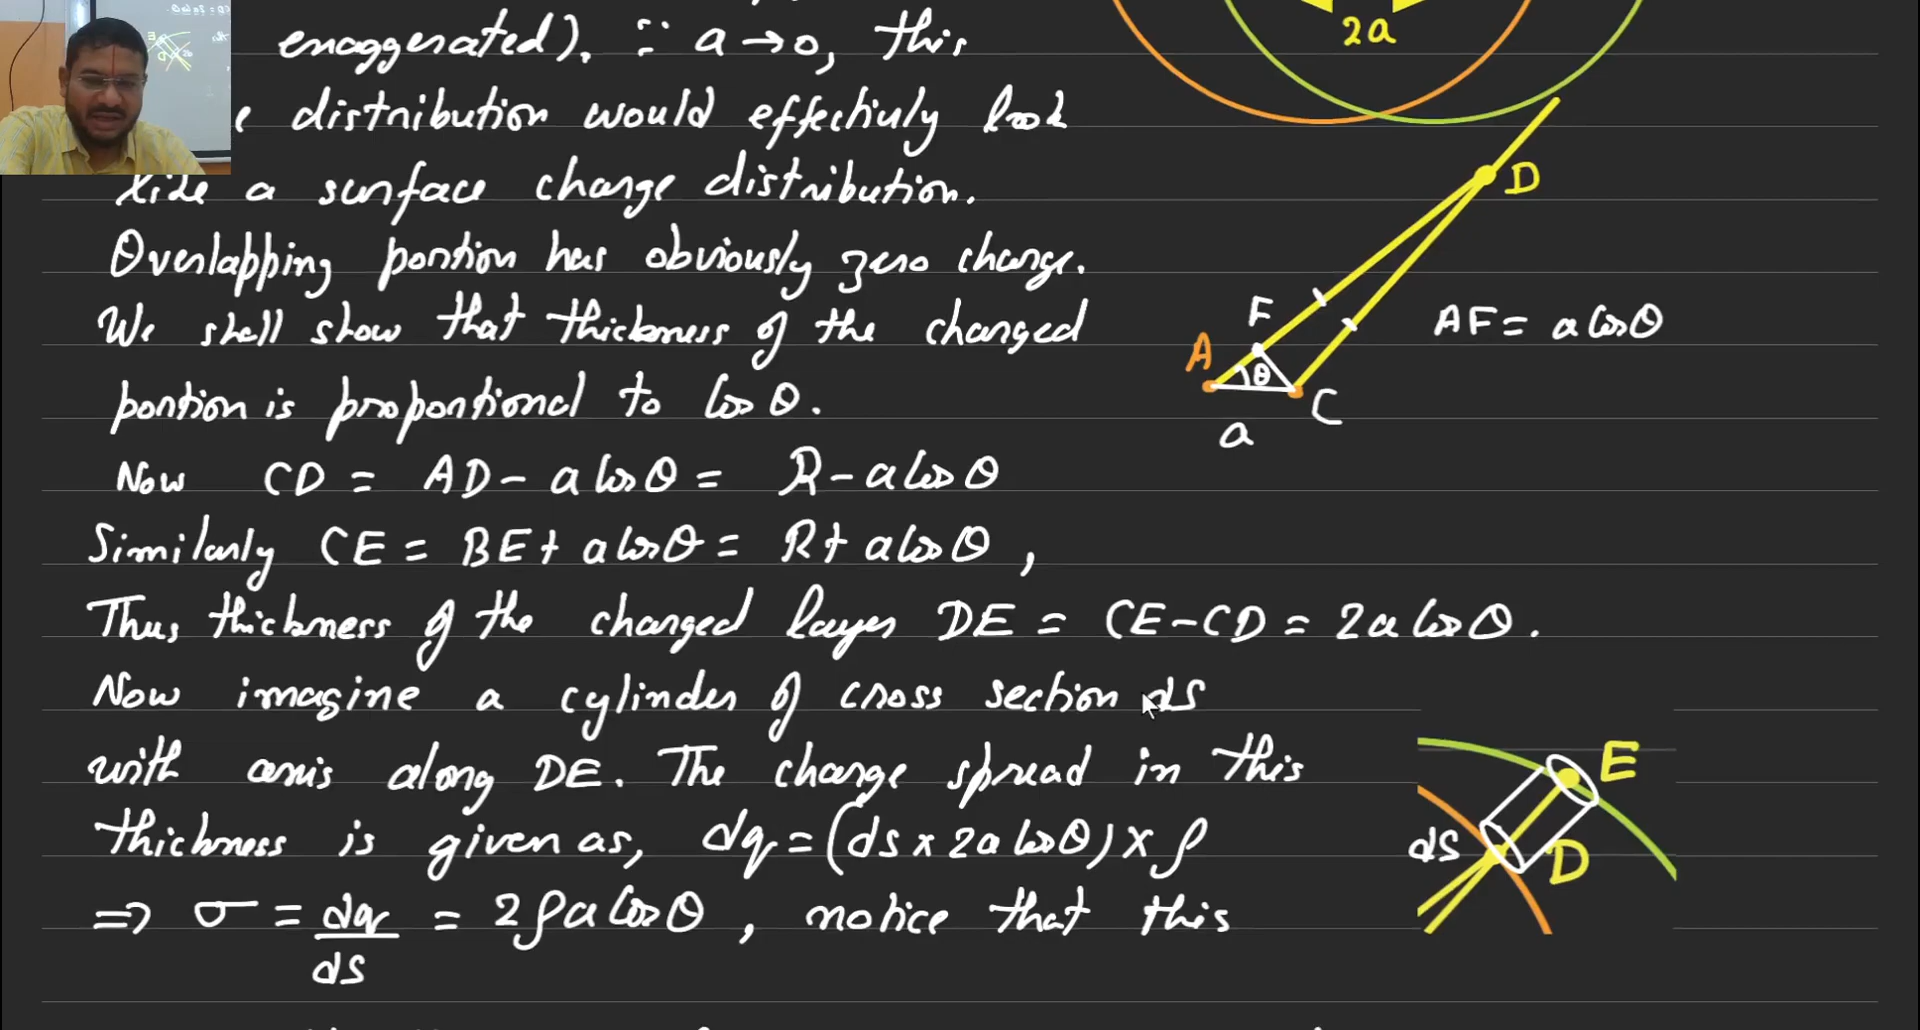 enaggerated). ∵ a→0, this
distribution would effectiuly look
like a surface charge distribution.
Overlapping portion has obviously zero charge.
We shall show that thickness of the charged
portion is proportional to Cos θ.
Now CD = AD - a Cos θ = R - a Cos θ
Similarly CE = BE + a Cos θ = R + a Cos θ ,
Thus thickness of the charged layer DE = CE - CD = 2a Cos θ .
Now imagine a cylinder of cross section ds
with axis along DE. The charge spread in this
thickness is given as, dq = (ds × 2a Cos θ) × ρ
⇒ σ = dq/ds = 2ρa Cos θ , notice that this
2a
D
F
AF = a Cos θ
A
θ
C
a
E
ds
D